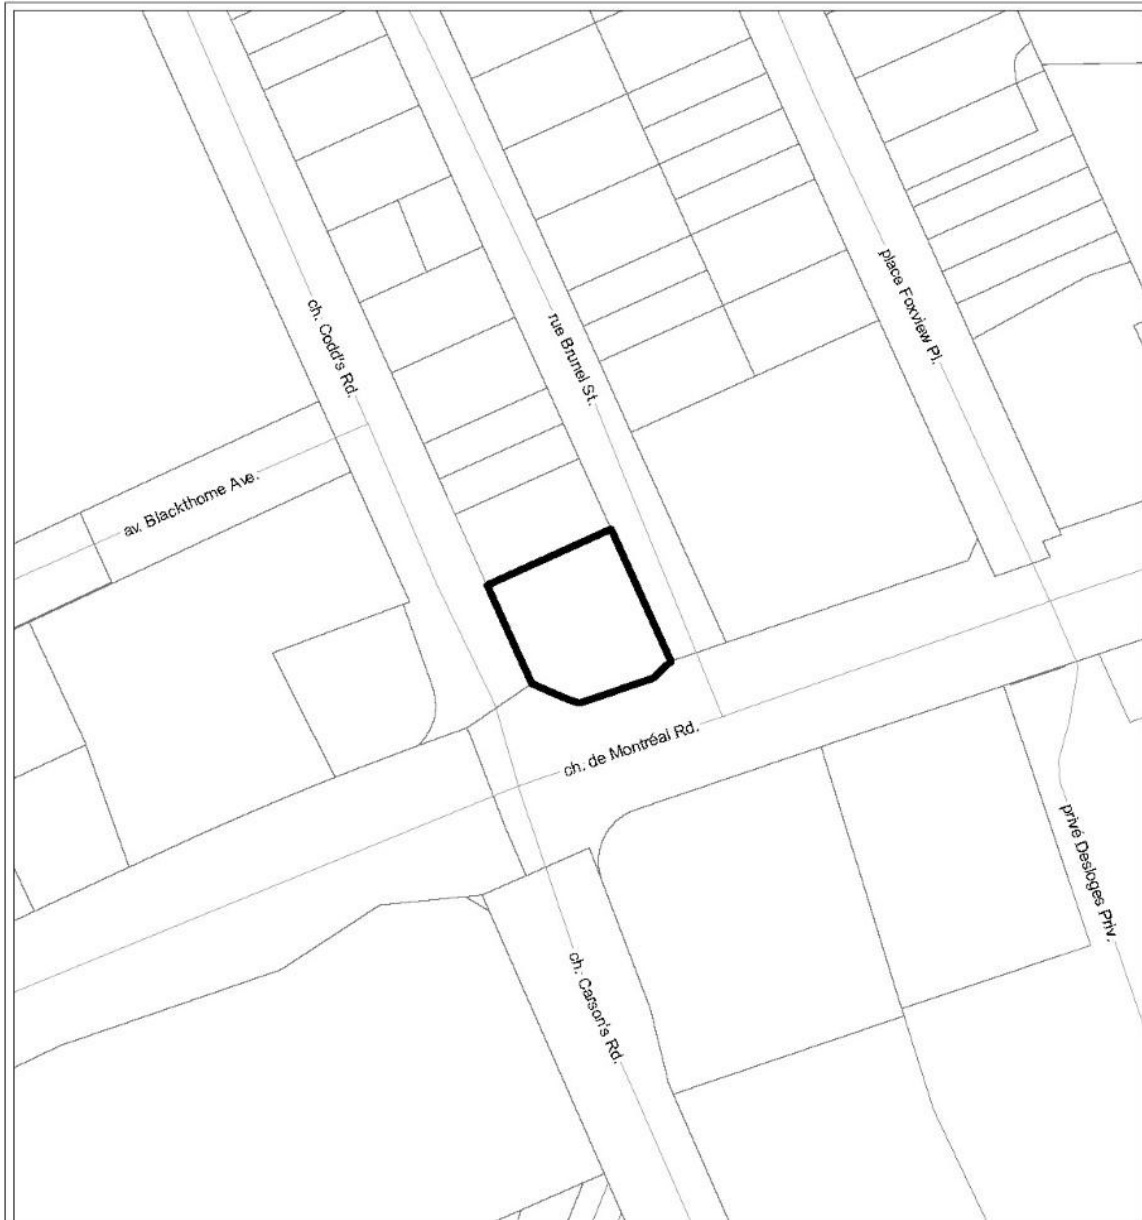 place Foxview Pl.
ch. Codd's Rd.
rue Brunel St.
av. Blackthorne Ave.
ch. de Montréal Rd.
privé Desloges Priv.
ch. Carson's Rd.